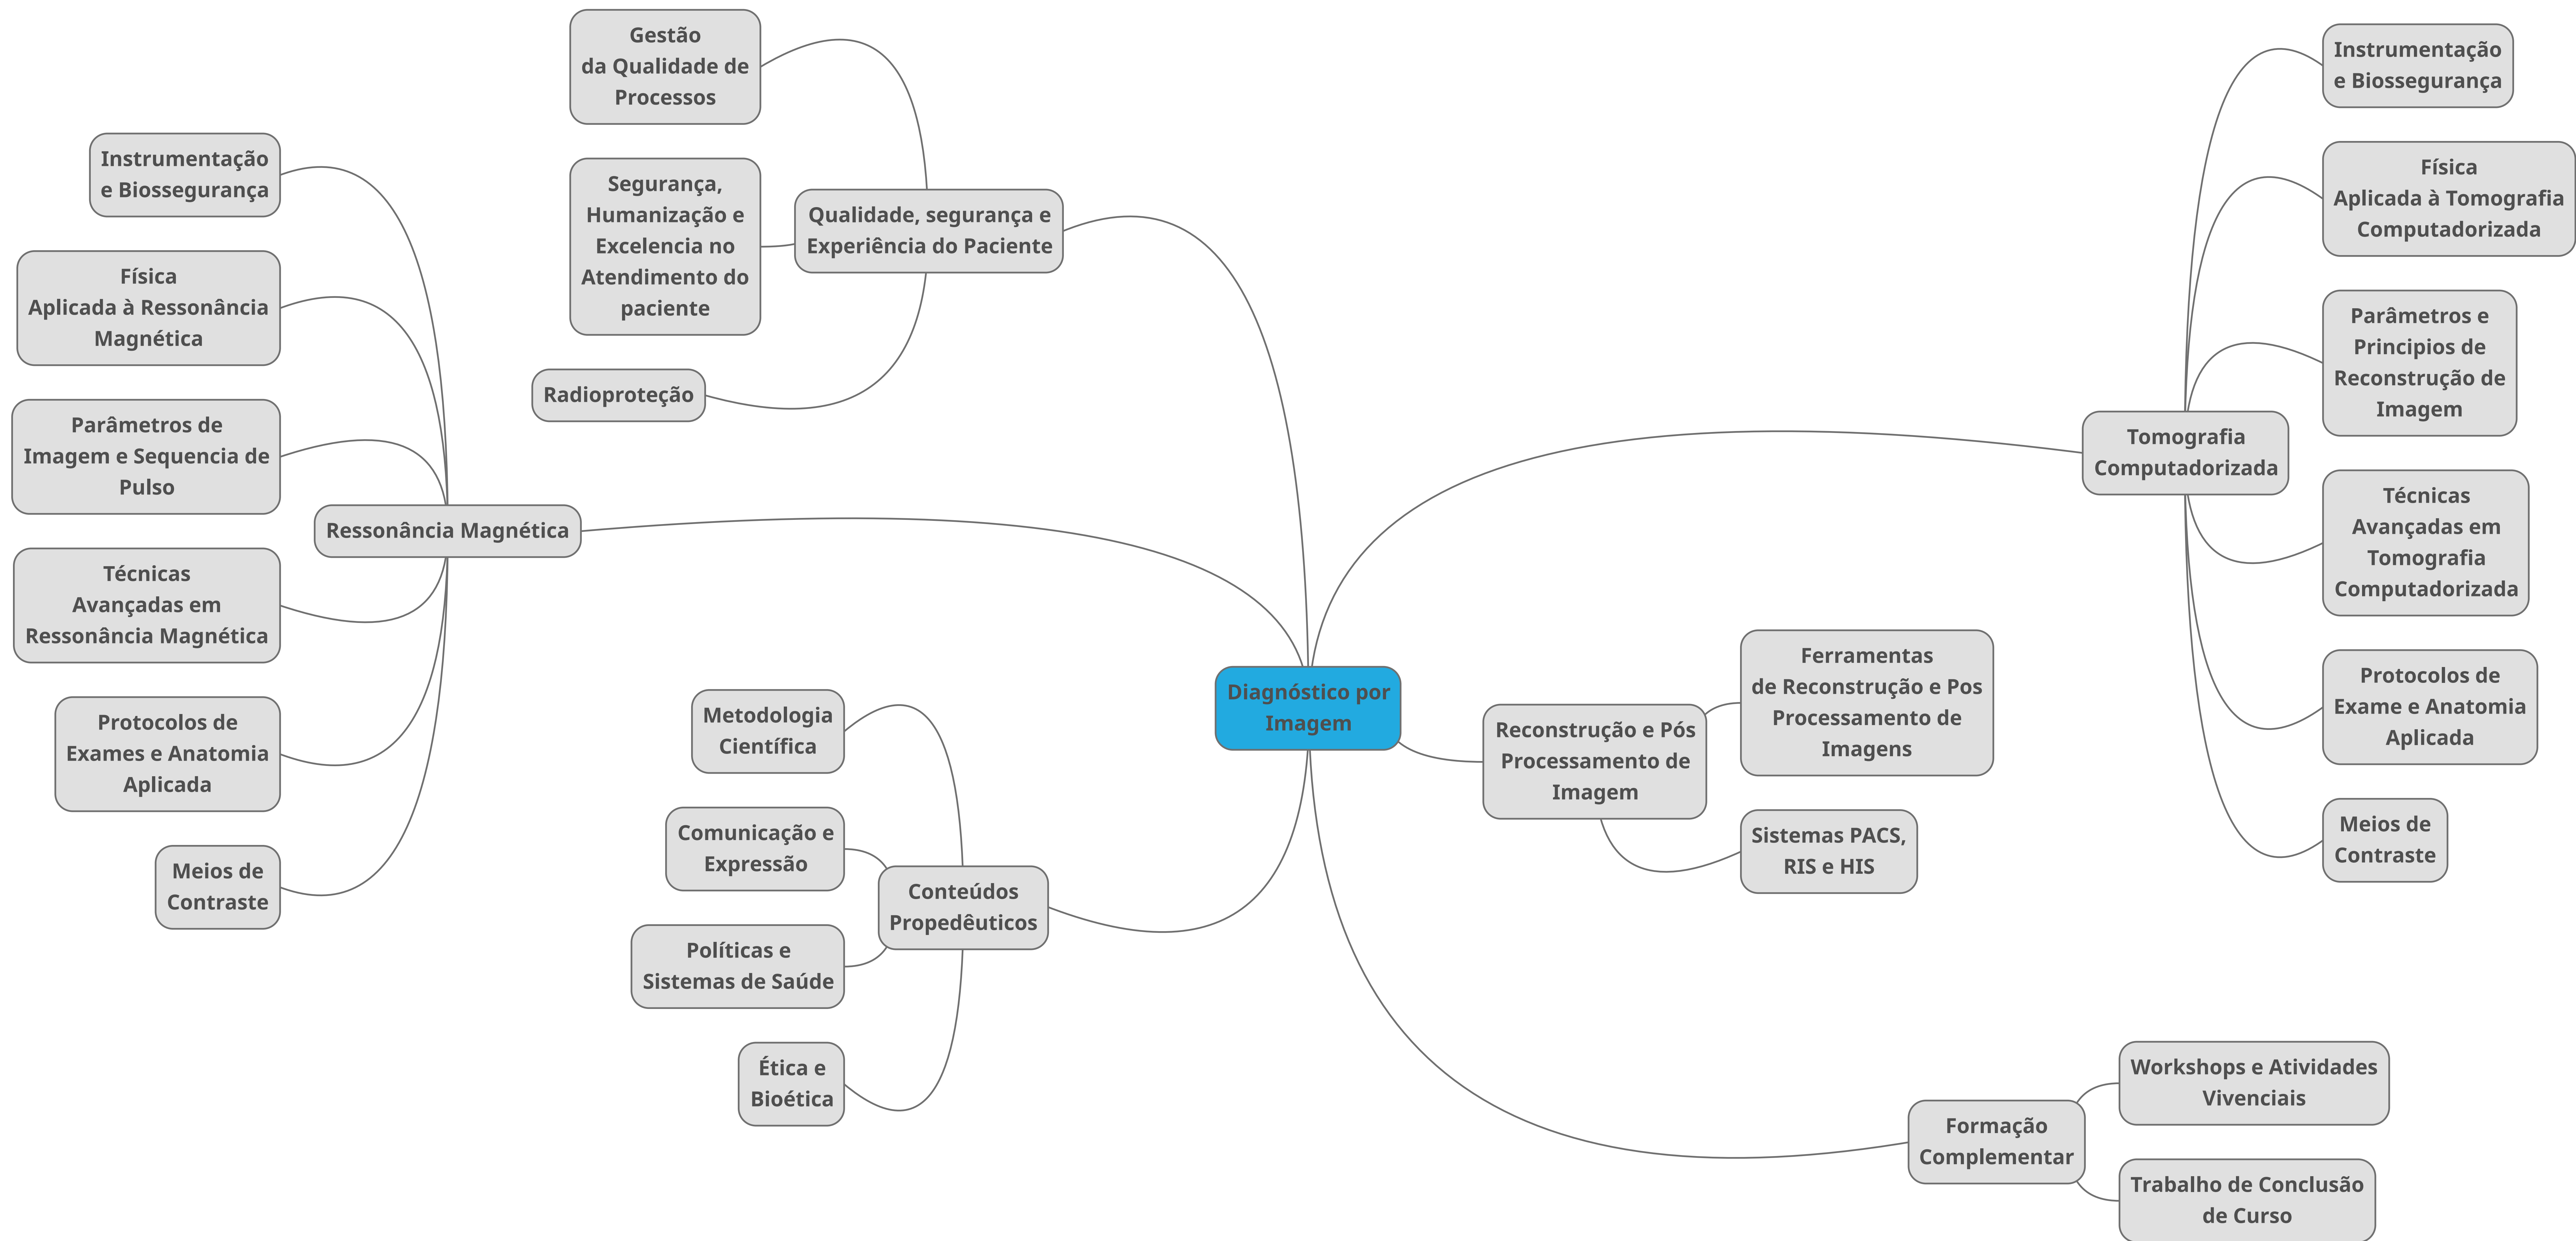 Gestão
da Qualidade de
Processos
Segurança,
Humanização e
Excelencia no
Atendimento do
paciente
Radioproteção
Qualidade, segurança e
Experiência do Paciente
Instrumentação
e Biossegurança
Física
Aplicada à Ressonância
Magnética
Parâmetros de
Imagem e Sequencia de
Pulso
Técnicas
Avançadas em
Ressonância Magnética
Protocolos de
Exames e Anatomia
Aplicada
Meios de
Contraste
Ressonância Magnética
Metodologia
Científica
Comunicação e
Expressão
Políticas e
Sistemas de Saúde
Ética e
Bioética
Conteúdos
Propedêuticos
Diagnóstico por
Imagem
Reconstrução e Pós
Processamento de
Imagem
Ferramentas
de Reconstrução e Pos
Processamento de
Imagens
Sistemas PACS,
RIS e HIS
Tomografia
Computadorizada
Instrumentação
e Biossegurança
Física
Aplicada à Tomografia
Computadorizada
Parâmetros e
Principios de
Reconstrução de
Imagem
Técnicas
Avançadas em
Tomografia
Computadorizada
Protocolos de
Exame e Anatomia
Aplicada
Meios de
Contraste
Formação
Complementar
Workshops e Atividades
Vivenciais
Trabalho de Conclusão
de Curso